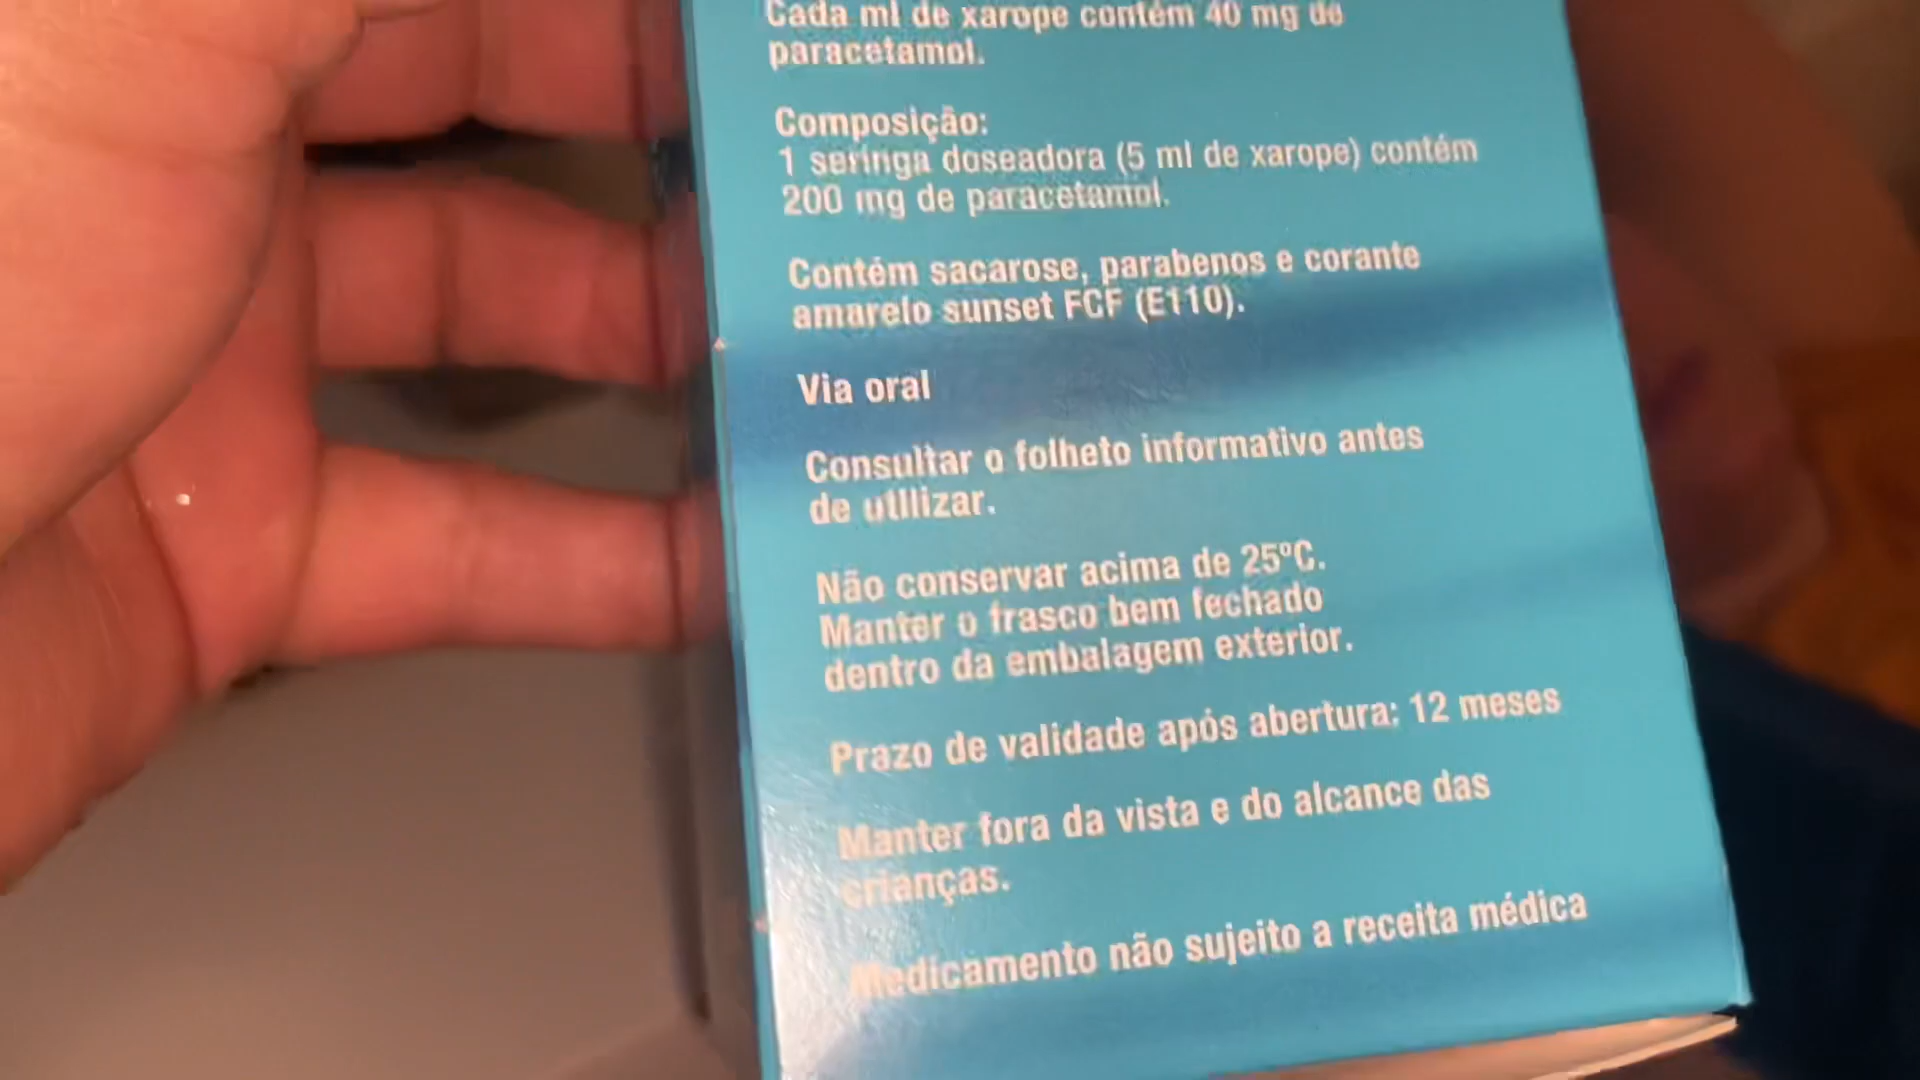 Cada ml de xarope contém 40 mg de
paracetamol.
Composição:
1 seringa doseadora (5 ml de xarope) contém
200 mg de paracetamol.
Contém sacarose, parabenos e corante
amarelo sunset FCF (E110).
Via oral
Consultar o folheto informativo antes
de utilizar.
Não conservar acima de 25ºC.
Manter o frasco bem fechado
dentro da embalagem exterior.
Prazo de validade após abertura: 12 meses
Manter fora da vista e do alcance das
crianças.
Medicamento não sujeito a receita médica